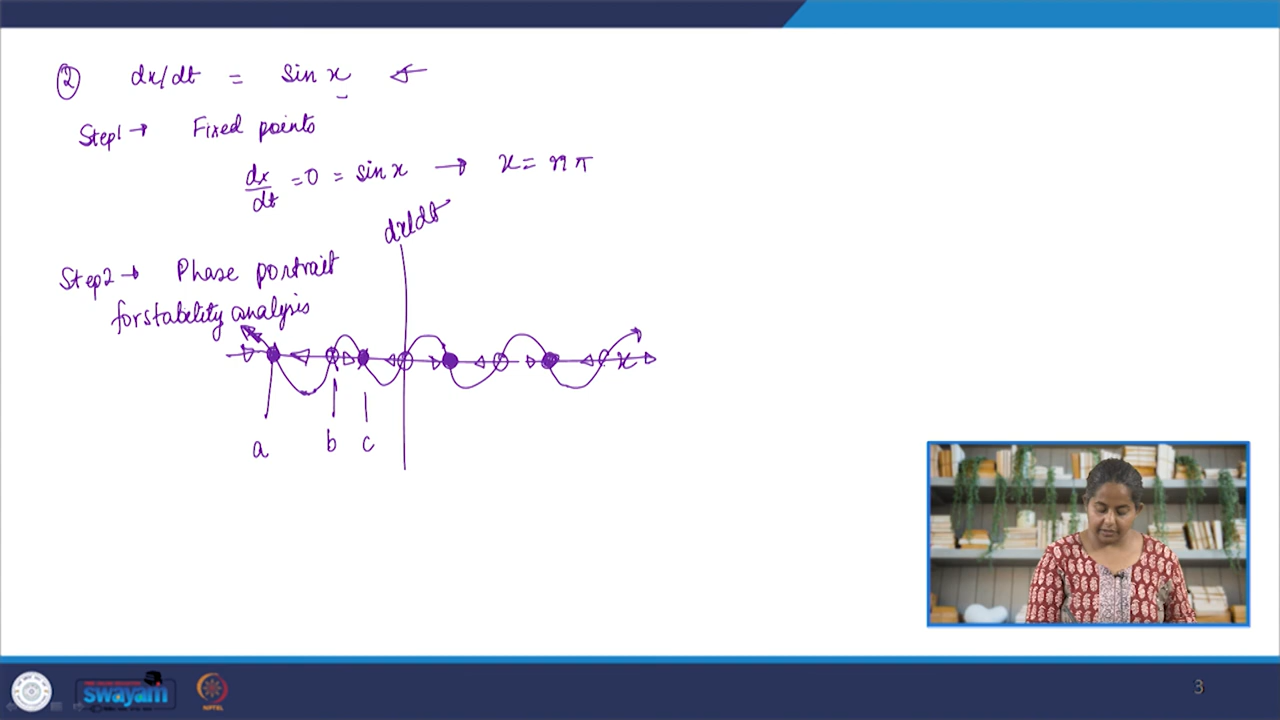 ② dx/dt = sin x ←
Step1 → Fixed points
dx/dt = 0 = sin x → x = nπ
dx/dt
Step2 → Phase portrait
for stability analysis
x
a b c
swayam
NPTEL
3